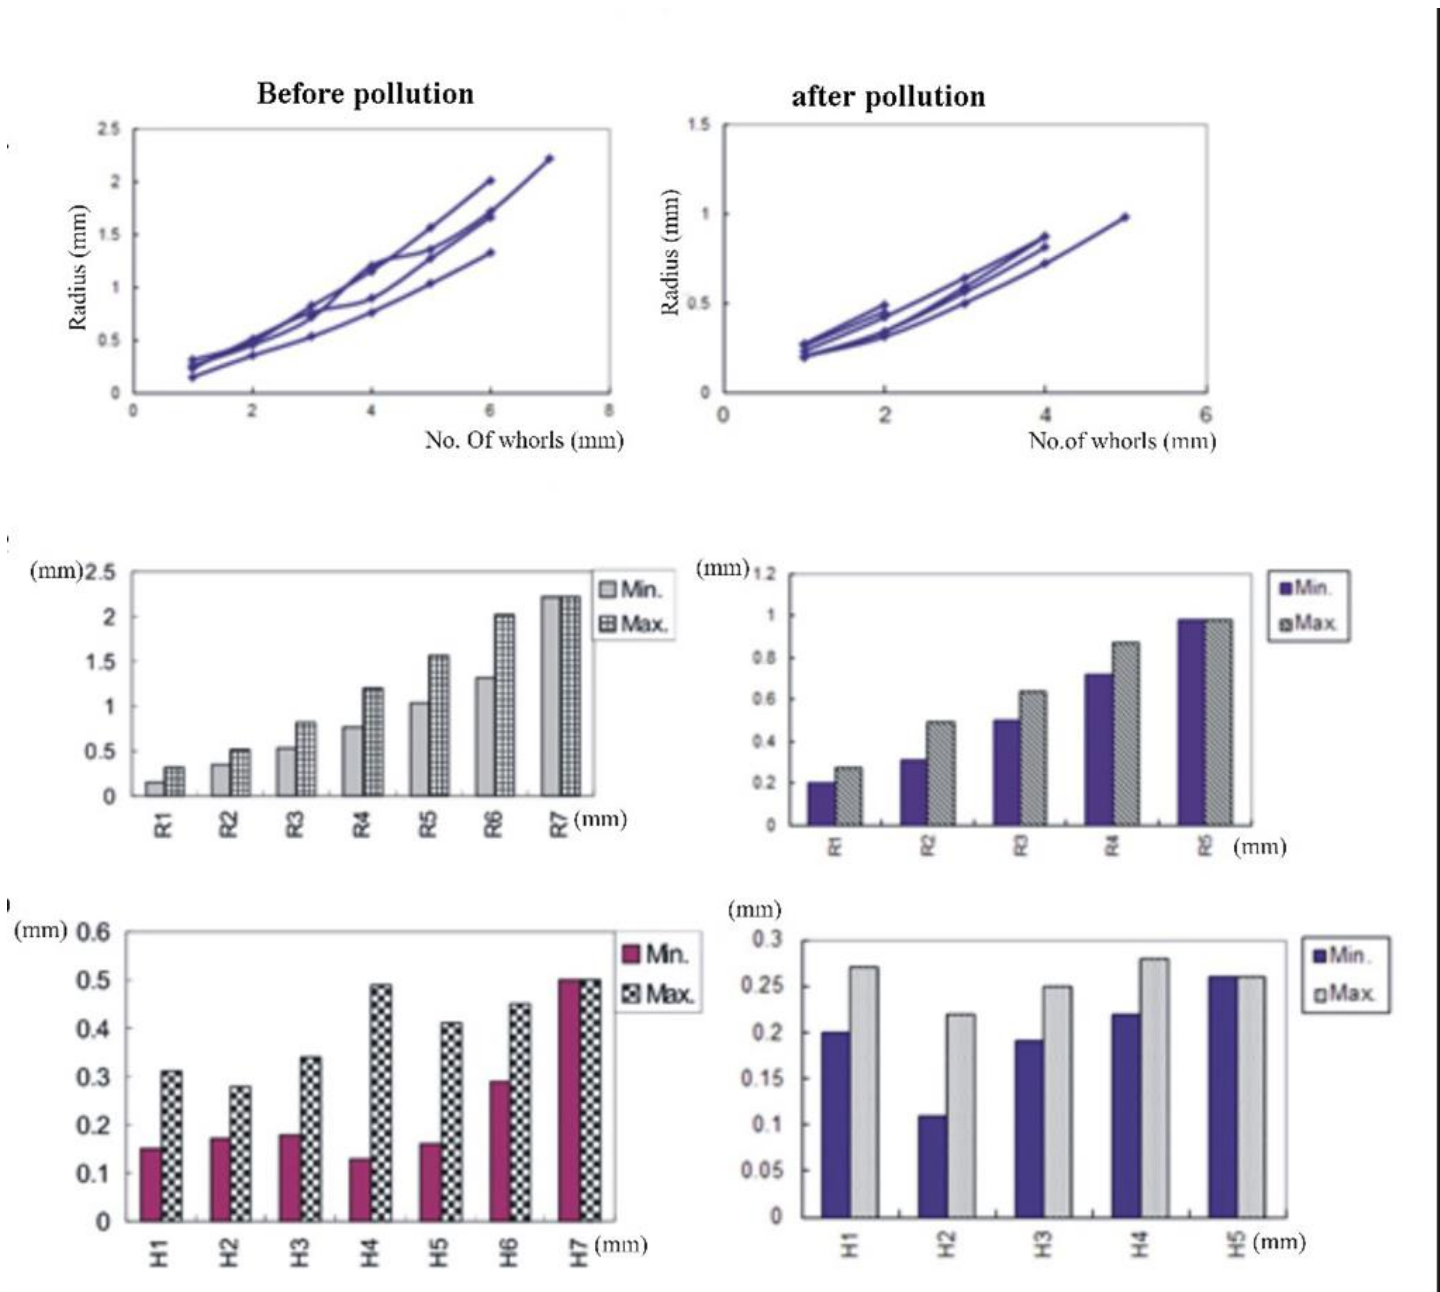 Before pollution
after pollution
2.5
2
1.5
1
0.5
0
Radius (mm)
0 2 4 6 8
No. Of whorls (mm)
1.5
1
0.5
0
Radius (mm)
0 2 4 6
No.of whorls (mm)
(mm)
2.5
2
1.5
1
0.5
0
Min.
Max.
R1 R2 R3 R4 R5 R6 R7 (mm)
(mm)
1.2
1
0.8
0.6
0.4
0.2
0
Min.
Max.
R1 R2 R3 R4 R5 (mm)
(mm)
0.6
0.5
0.4
0.3
0.2
0.1
0
Min.
Max.
H1 H2 H3 H4 H5 H6 H7 (mm)
(mm)
0.3
0.25
0.2
0.15
0.1
0.05
0
Min.
Max.
H1 H2 H3 H4 H5 (mm)